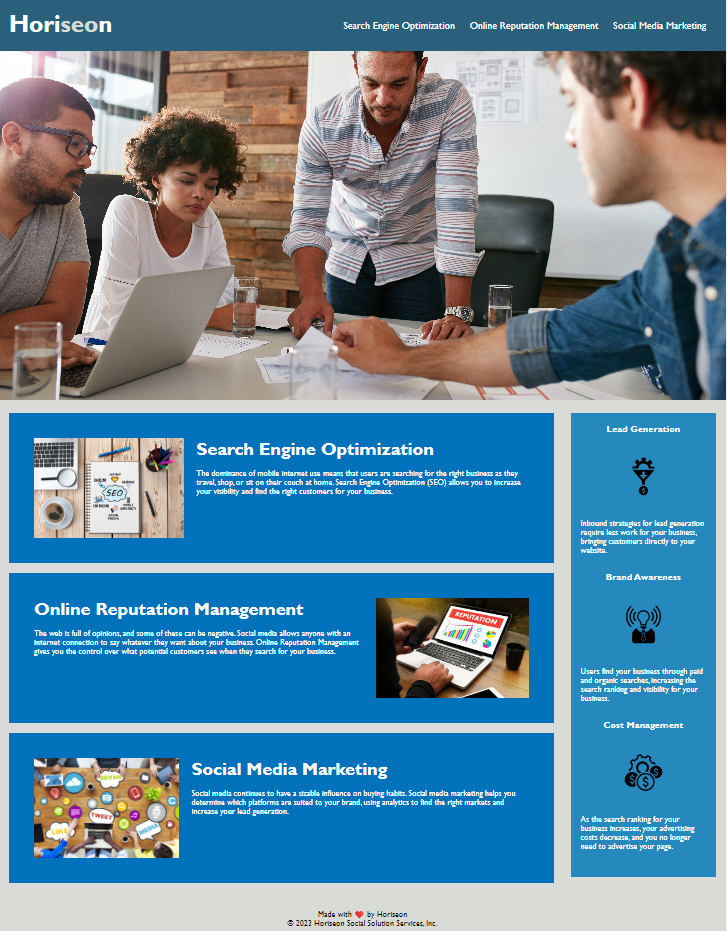 Horiseon
Search Engine Optimization Online Reputation Management Social Media Marketing
Search Engine Optimization
The dominance of mobile internet use means that users are searching for the right business as they
travel, shop, or sit on their couch at home. Search Engine Optimization (SEO) allows you to increase
your visibility and find the right customers for your business.
SEO
Online Reputation Management
The web is full of opinions, and some of these can be negative. Social media allows anyone with an
internet connection to say whatever they want about your business. Online Reputation Management
gives you the control over what potential customers see when they search for your business.
REPUTATION
Social Media Marketing
Social media continues to have a sizable influence on buying habits. Social media marketing helps you
determine which platforms are suited to your brand, using analytics to find the right markets and
increase your lead generation.
TWEET
LIKE
MEDIA
Lead Generation
Inbound strategies for lead generation
require less work for your business,
bringing customers directly to your
website.
Brand Awareness
Users find your business through paid
and organic searches, increasing the
search ranking and visibility for your
business.
Cost Management
As the search ranking for your
business increases, your advertising
costs decrease, and you no longer
need to advertise your page.
Made with ❤️ by Horiseon
© 2023 Horiseon Social Solution Services, Inc.